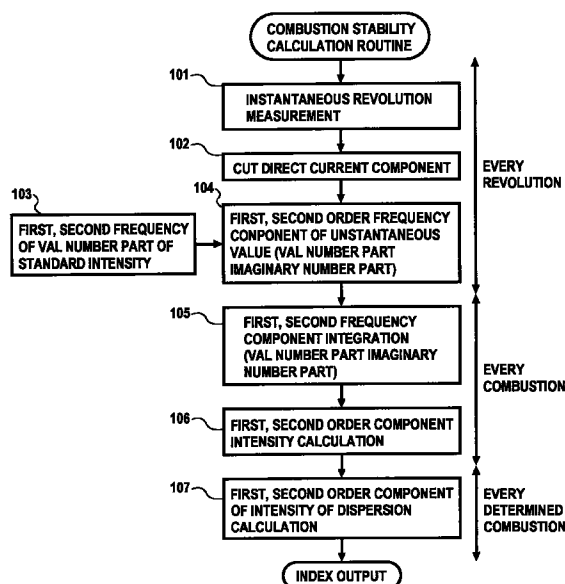 COMBUSTION STABILITY
CALCULATION ROUTINE
101
INSTANTANEOUS REVOLUTION
MEASUREMENT
102
CUT DIRECT CURRENT COMPONENT
EVERY
REVOLUTION
103
FIRST, SECOND FREQUENCY
OF VAL NUMBER PART OF
STANDARD INTENSITY
104
FIRST, SECOND ORDER FREQUENCY
CONPONENT OF UNSTANTANEOUS
VALUE (VAL NUMBER PART
IMAGINARY NUMBER PART)
105
FIRST, SECOND FREQUENCY
COMPONENT INTEGRATION
(VAL NUMBER PART IMAGINARY
NUMBER PART)
EVERY
COMBUSTION
106
FIRST, SECOND ORDER COMPONENT
INTENSITY CALCULATION
107
FIRST, SECOND ORDER COMPONENT
OF INTENSITY OF DISPERSION
CALCULATION
EVERY
DETERMINED
COMBUSTION
INDEX OUTPUT